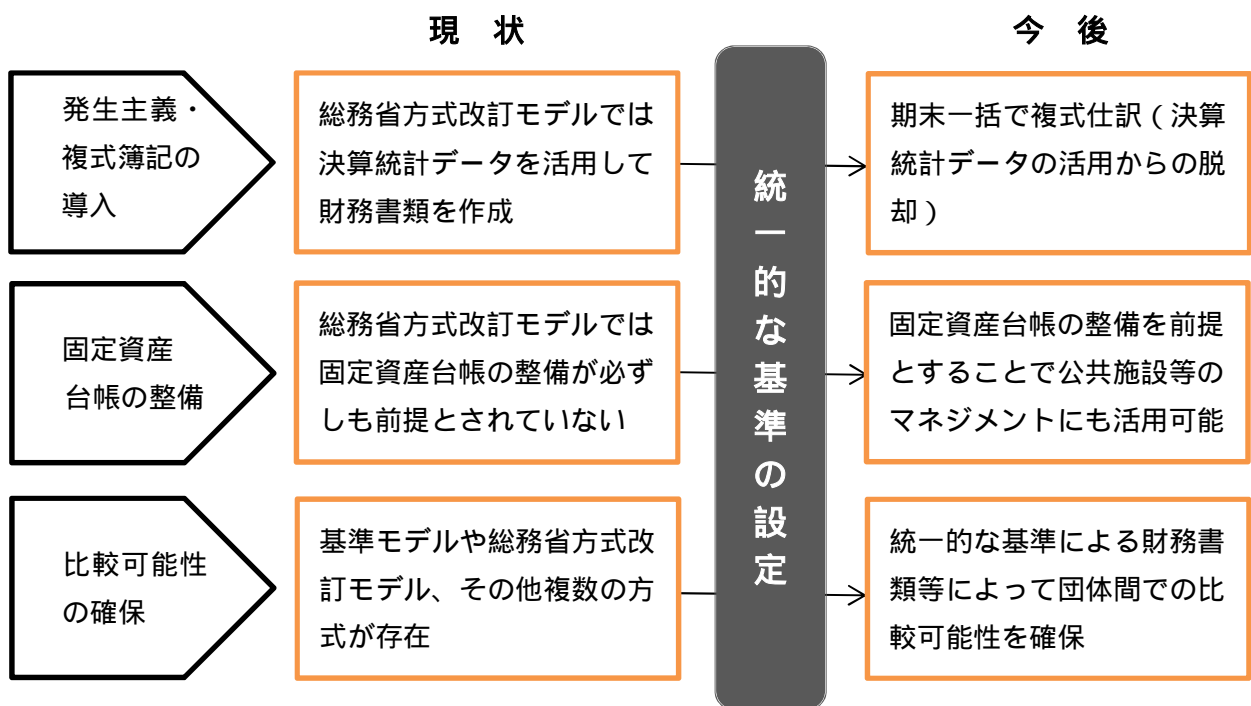 現 状
今 後
発生主義・
複式簿記の
導入
総務省方式改訂モデルでは
決算統計データを活用して
財務書類を作成
期末一括で複式仕訳（決算
統計データの活用からの脱
却）
固定資産
台帳の整備
総務省方式改訂モデルでは
固定資産台帳の整備が必ず
しも前提とされていない
固定資産台帳の整備を前提
とすることで公共施設等の
マネジメントにも活用可能
比較可能性
の確保
基準モデルや総務省方式改
訂モデル、その他複数の方
式が存在
統一的な基準による財務書
類等によって団体間での比
較可能性を確保
統一的な基準の設定